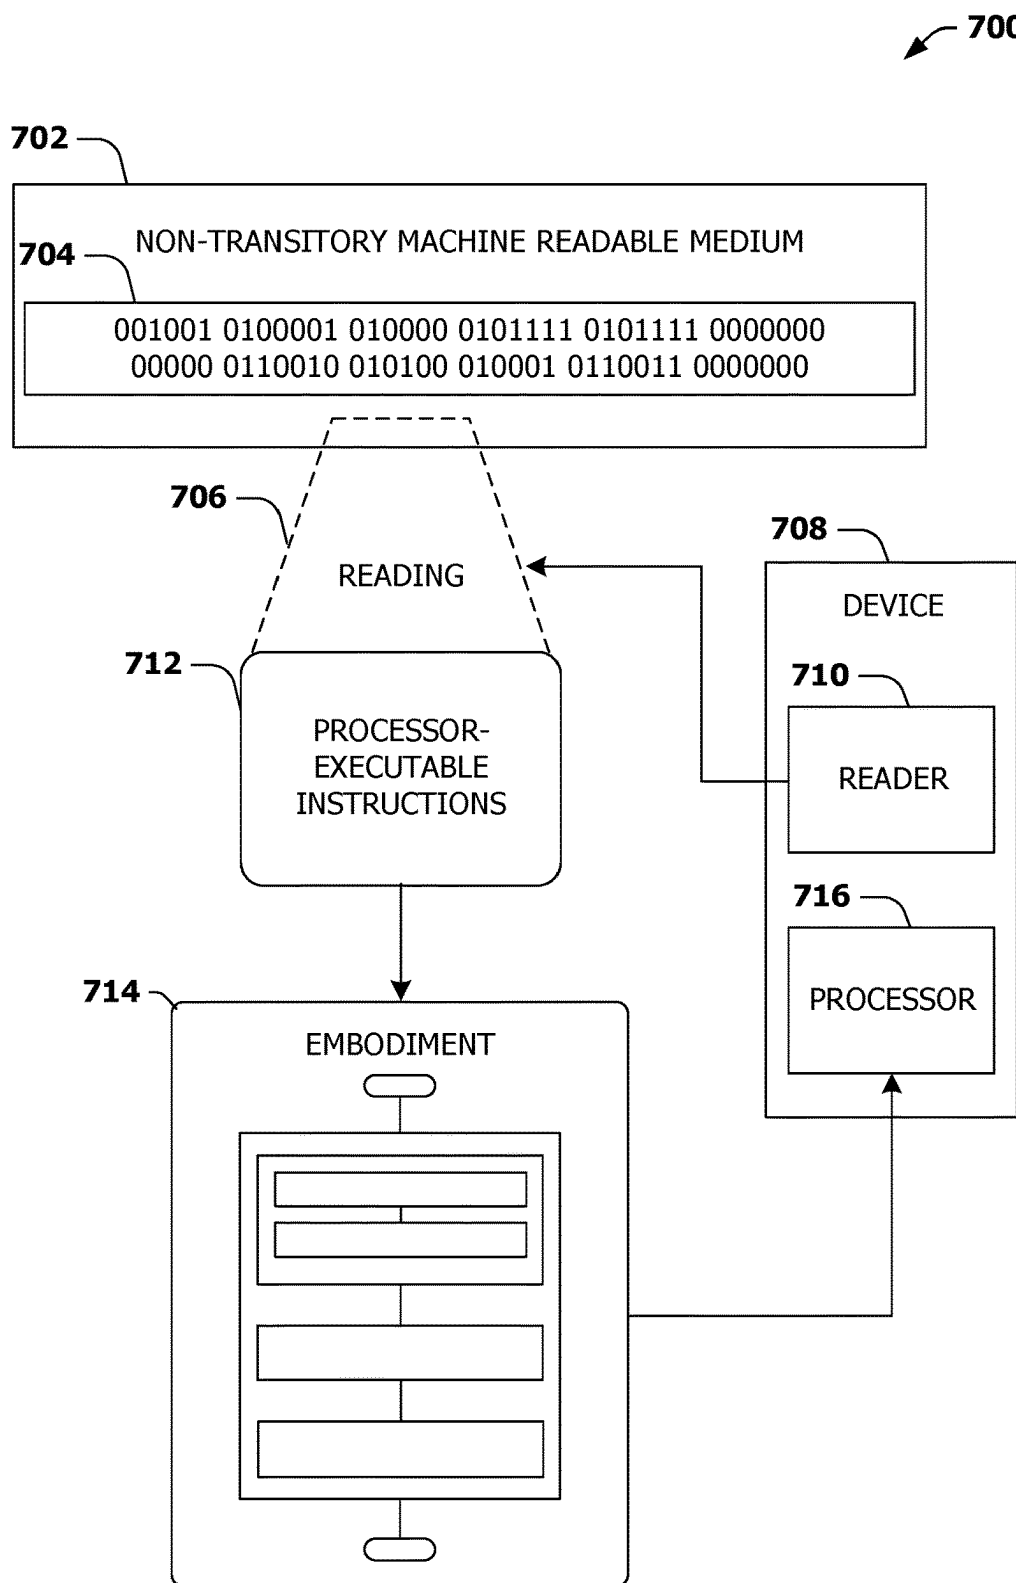 700
702
NON-TRANSITORY MACHINE READABLE MEDIUM
704
001001 0100001 010000 0101111 0101111 0000000
00000 0110010 010100 010001 0110011 0000000
706
READING
708
DEVICE
712
710
PROCESSOR-
EXECUTABLE
INSTRUCTIONS
READER
716
PROCESSOR
714
EMBODIMENT